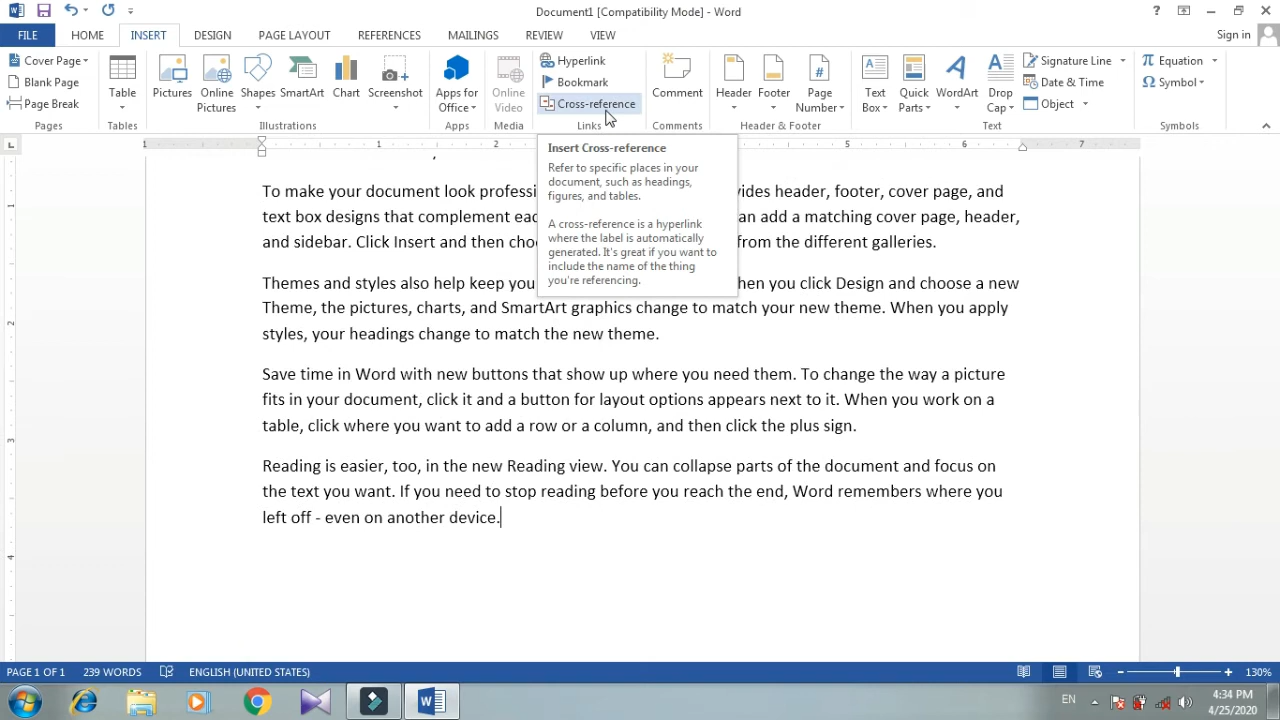 Document1 [Compatibility Mode] - Word
?
FILE HOME INSERT DESIGN PAGE LAYOUT REFERENCES MAILINGS REVIEW VIEW Sign in
Cover Page
Blank Page
Page Break
Pages
Table
Tables
Pictures
Online Pictures
Shapes
SmartArt
Chart
Screenshot
Illustrations
Apps for Office
Apps
Online Video
Media
Hyperlink
Bookmark
Cross-reference
Links
Comment
Comments
Header
Footer
Page Number
Header & Footer
Text Box
Quick Parts
WordArt
Drop Cap
Signature Line
Date & Time
Object
Text
Equation
Symbol
Symbols
1 1 2 5 6 7
Insert Cross-reference
Refer to specific places in your
document, such as headings,
figures, and tables.
A cross-reference is a hyperlink
where the label is automatically
generated. It's great if you want to
include the name of the thing
you're referencing.
To make your document look professi vides header, footer, cover page, and
text box designs that complement ea an add a matching cover page, header,
and sidebar. Click Insert and then cho from the different galleries.
Themes and styles also help keep you hen you click Design and choose a new
Theme, the pictures, charts, and SmartArt graphics change to match your new theme. When you apply
styles, your headings change to match the new theme.
Save time in Word with new buttons that show up where you need them. To change the way a picture
fits in your document, click it and a button for layout options appears next to it. When you work on a
table, click where you want to add a row or a column, and then click the plus sign.
Reading is easier, too, in the new Reading view. You can collapse parts of the document and focus on
the text you want. If you need to stop reading before you reach the end, Word remembers where you
left off - even on another device.
1
2
3
4
PAGE 1 OF 1 239 WORDS ENGLISH (UNITED STATES) 130%
EN 4:34 PM
4/25/2020